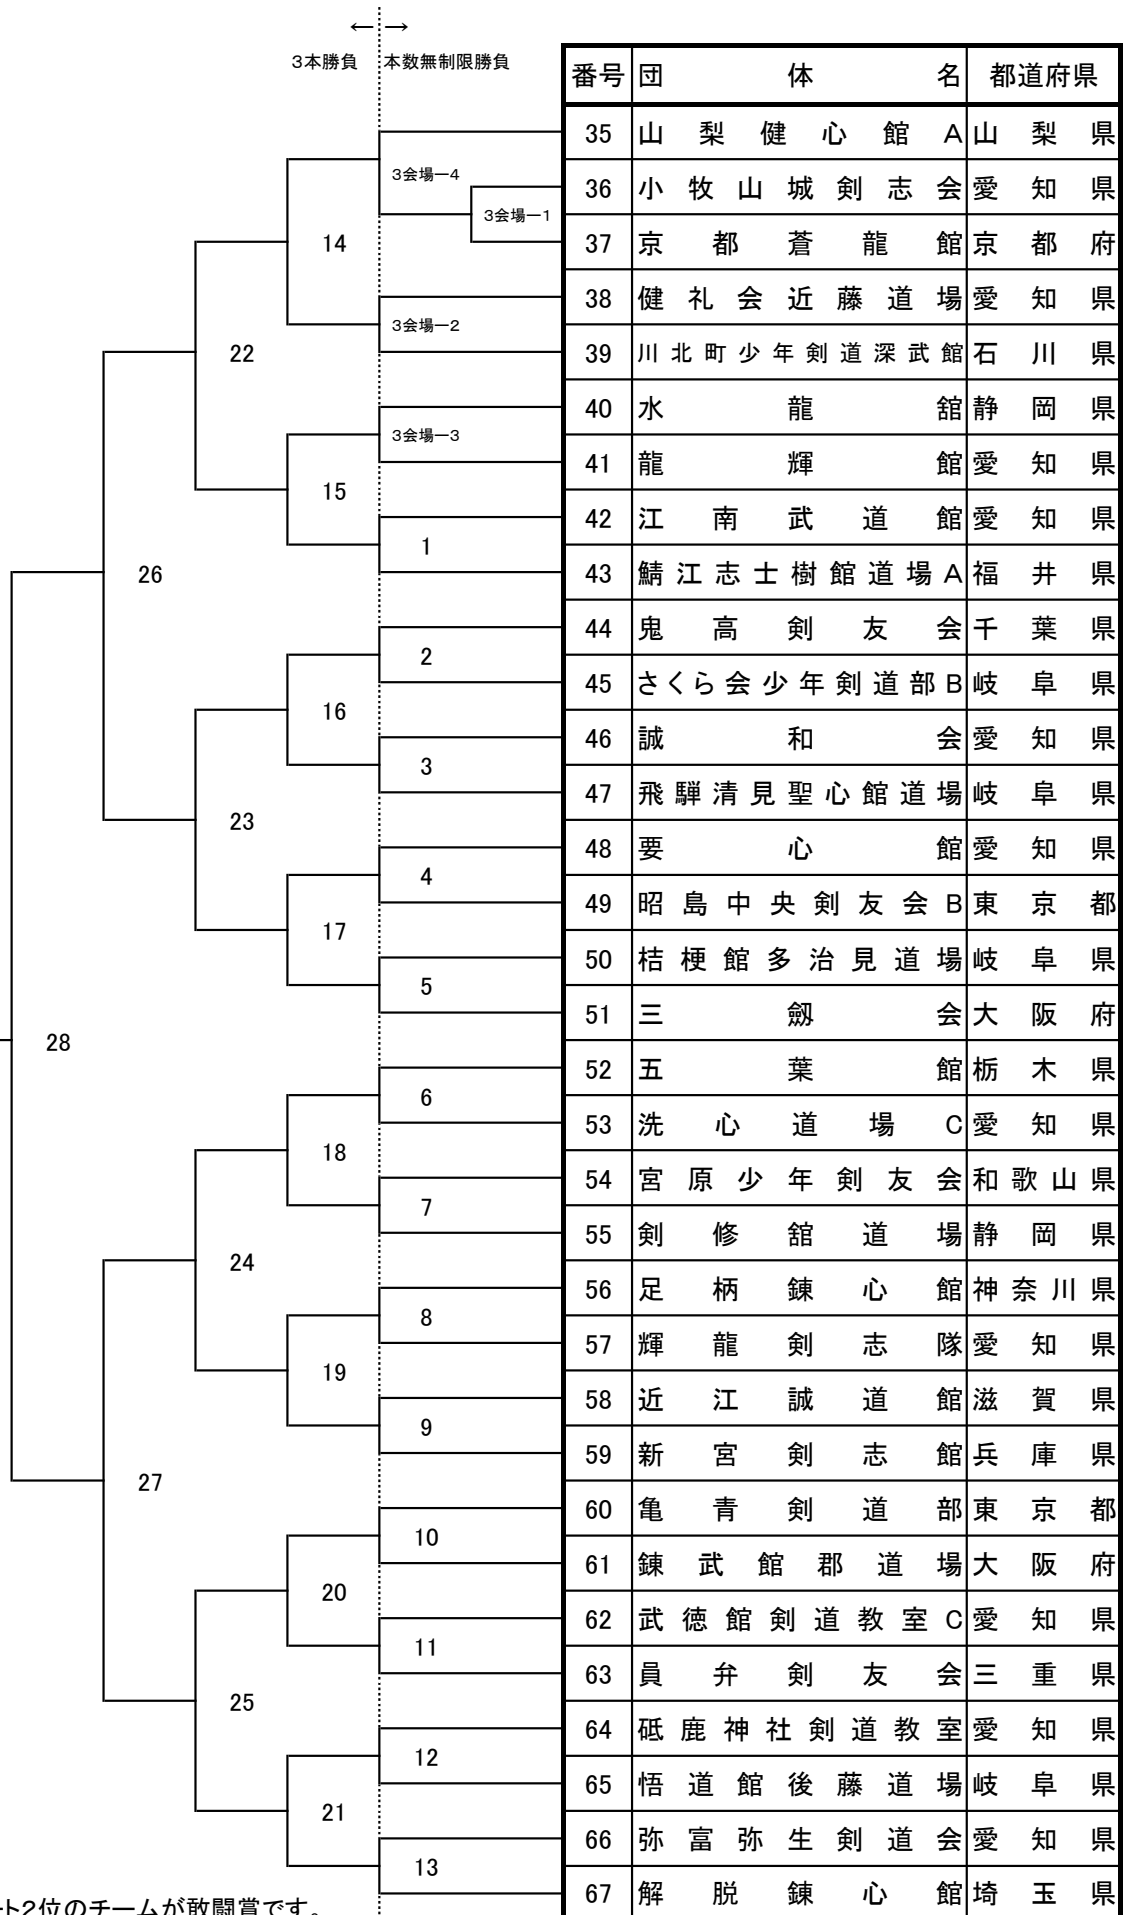 ← →
3本勝負 本数無制限勝負
番号 団体名 都道府県
35 山梨健心館A 山梨県
3会場ー4
36 小牧山城剣志会 愛知県
3会場ー1
14
37 京都蒼龍館 京都府
38 健礼会近藤道場 愛知県
3会場ー2
22
39 川北町少年剣道深武館 石川県
40 水龍舘 静岡県
3会場ー3
41 龍輝館 愛知県
15
42 江南武道館 愛知県
1
26
43 鯖江志士樹館道場A 福井県
44 鬼高剣友会 千葉県
2
45 さくら会少年剣道部B 岐阜県
16
46 誠和会 愛知県
3
47 飛騨清見聖心館道場 岐阜県
23
48 要心館 愛知県
4
49 昭島中央剣友会B 東京都
17
50 桔梗館多治見道場 岐阜県
5
51 三劔会 大阪府
28
52 五葉館 栃木県
6
53 洗心道場C 愛知県
18
54 宮原少年剣友会 和歌山県
7
55 剣修舘道場 静岡県
24
56 足柄錬心館 神奈川県
8
57 輝龍剣志隊 愛知県
19
58 近江誠道館 滋賀県
9
59 新宮剣志館 兵庫県
27
60 亀青剣道部 東京都
10
61 錬武館郡道場 大阪府
20
62 武徳館剣道教室C 愛知県
11
63 員弁剣友会 三重県
25
64 砥鹿神社剣道教室 愛知県
12
65 悟道館後藤道場 岐阜県
21
66 弥富弥生剣道会 愛知県
13
67 解脱錬心館 埼玉県
ート2位のチームが敢闘賞です。